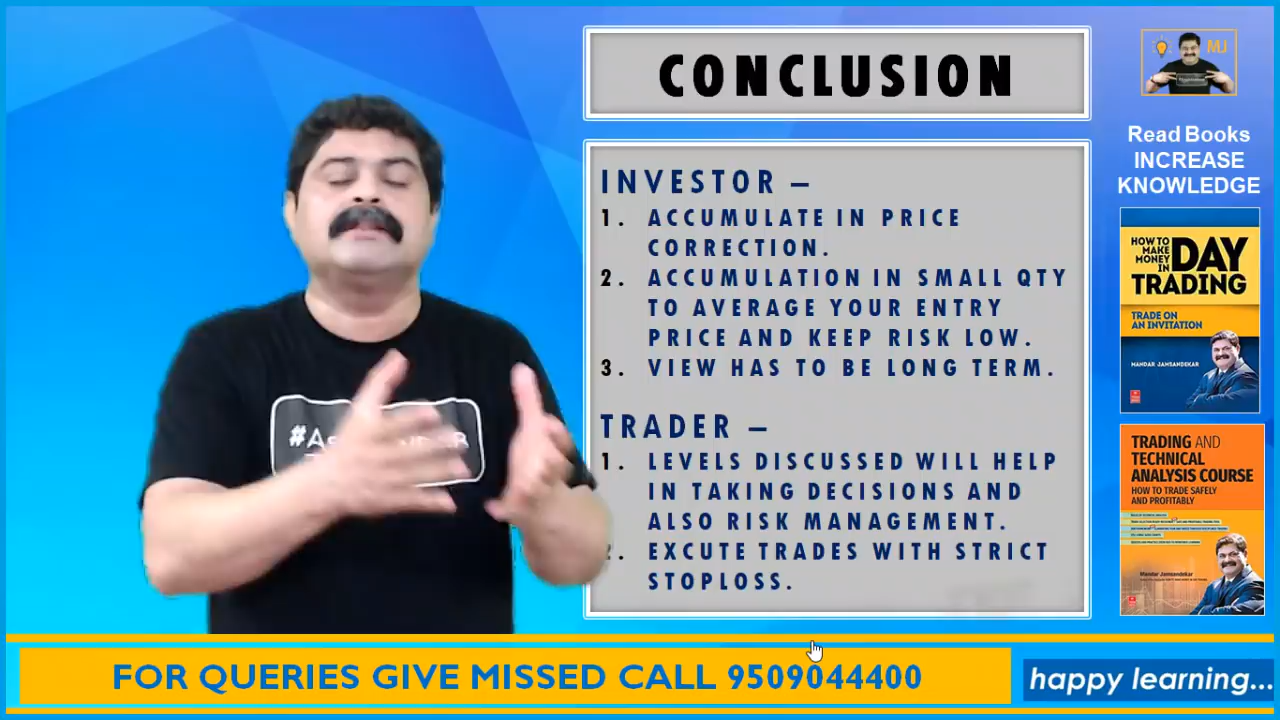 CONCLUSION
INVESTOR –
1. ACCUMULATE IN PRICE
CORRECTION.
2. ACCUMULATION IN SMALL QTY
TO AVERAGE YOUR ENTRY
PRICE AND KEEP RISK LOW.
3. VIEW HAS TO BE LONG TERM.
TRADER –
1. LEVELS DISCUSSED WILL HELP
IN TAKING DECISIONS AND
ALSO RISK MANAGEMENT.
2. EXCUTE TRADES WITH STRICT
STOPLOSS.
MJ
Read Books
INCREASE
KNOWLEDGE
HOW TO
MAKE
MONEY
IN
DAY
TRADING
TRADE ON
AN INVITATION
MANDAR JAMSANDEKAR
TRADING AND
TECHNICAL
ANALYSIS COURSE
HOW TO TRADE SAFELY
AND PROFITABLY
Mandar Jamsandekar
FOR QUERIES GIVE MISSED CALL 9509044400
happy learning...